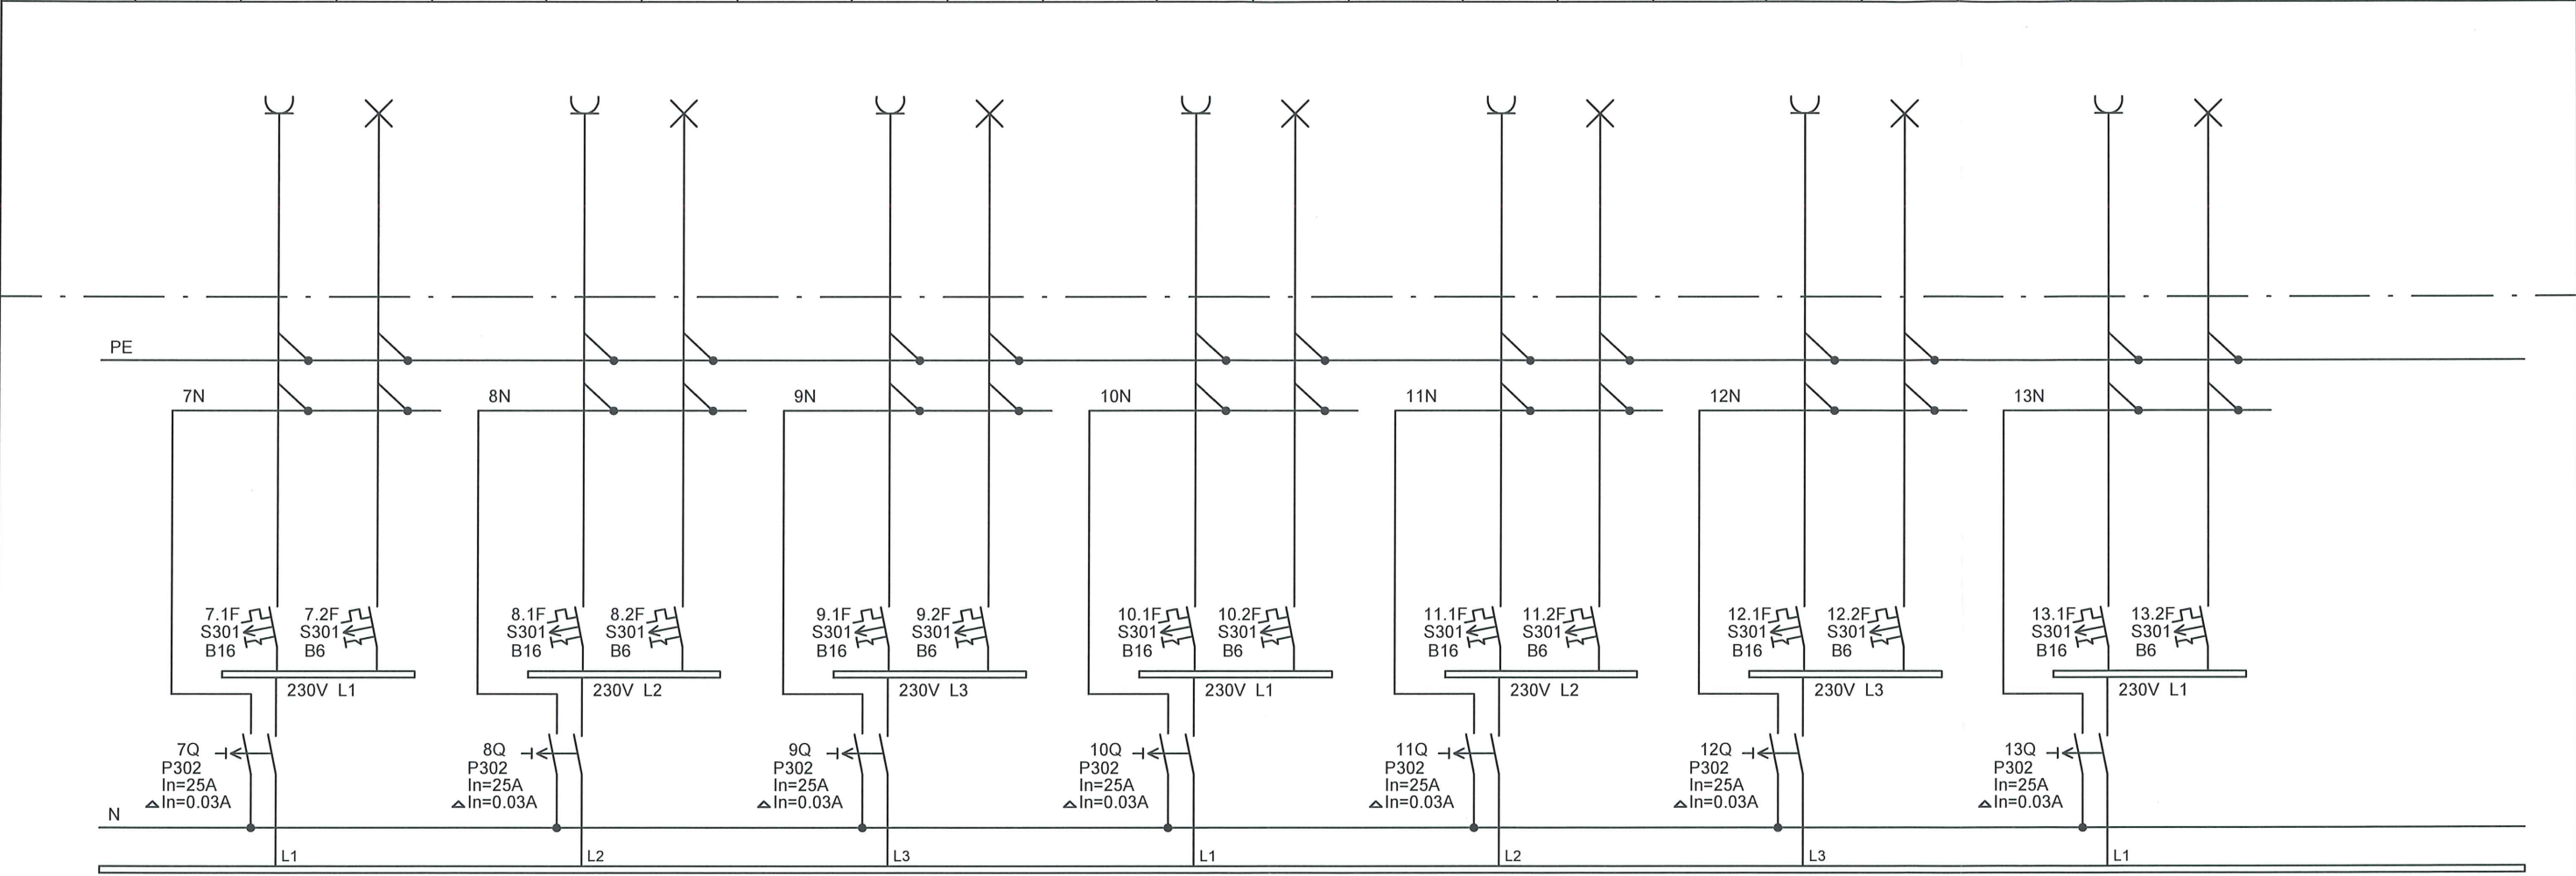 PE
7N
8N
9N
10N
11N
12N
13N
7.1F
S301
B16
7.2F
S301
B6
8.1F
S301
B16
8.2F
S301
B6
9.1F
S301
B16
9.2F
S301
B6
10.1F
S301
B16
10.2F
S301
B6
11.1F
S301
B16
11.2F
S301
B6
12.1F
S301
B16
12.2F
S301
B6
13.1F
S301
B16
13.2F
S301
B6
230V L1
230V L2
230V L3
230V L1
230V L2
230V L3
230V L1
7Q
P302
In=25A
△In=0.03A
8Q
P302
In=25A
△In=0.03A
9Q
P302
In=25A
△In=0.03A
10Q
P302
In=25A
△In=0.03A
11Q
P302
In=25A
△In=0.03A
12Q
P302
In=25A
△In=0.03A
13Q
P302
In=25A
△In=0.03A
N
L1
L2
L3
L1
L2
L3
L1